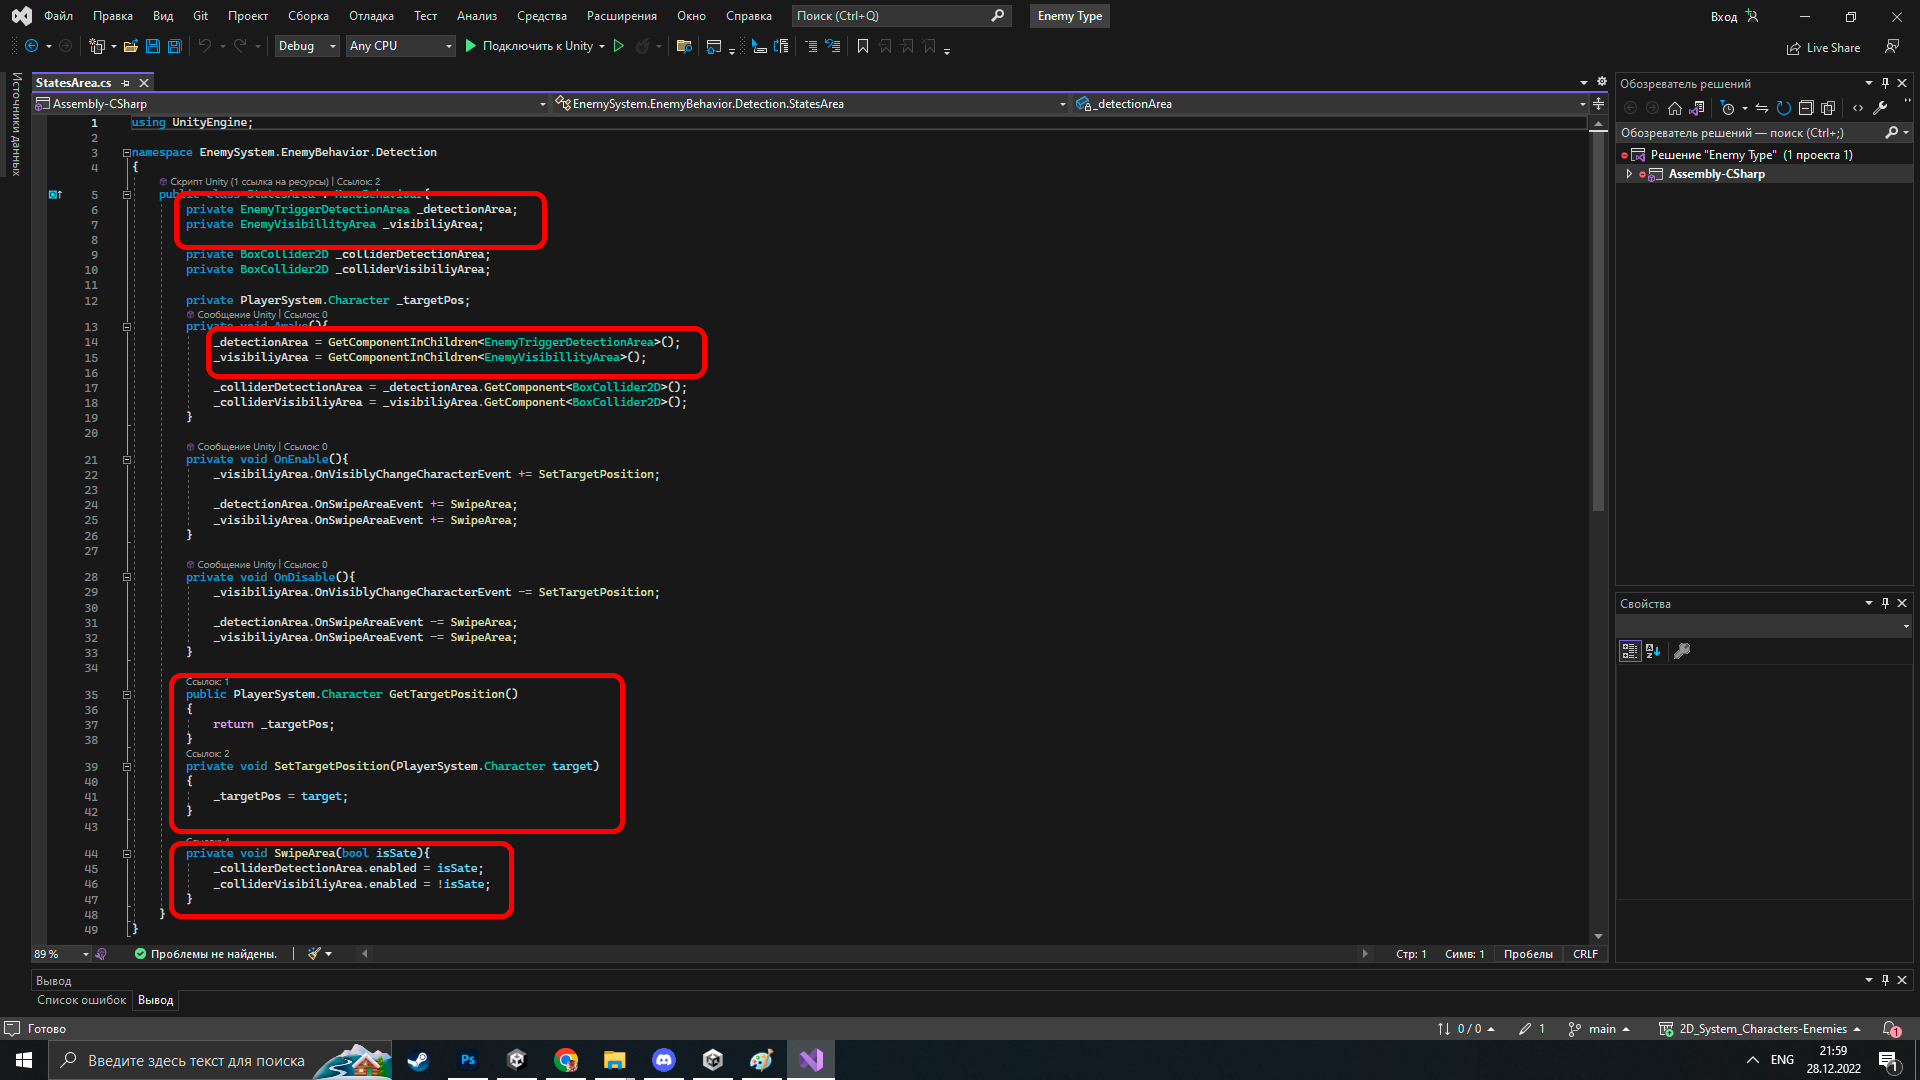 Файл Правка Вид Git Проект Сборка Отладка Тест Анализ Средства Расширения Окно Справка Поиск (Ctrl+Q) Enemy Type Вход
Debug Any CPU Подключить к Unity Live Share
Источники данных
StatesArea.cs
Assembly-CSharp EnemySystem.EnemyBehavior.Detection.StatesArea _detectionArea
1 using UnityEngine;
2
3 namespace EnemySystem.EnemyBehavior.Detection
4 {
Скрипт Unity (1 ссылка на ресурсы) | Ссылок: 2
5 public class StatesArea : MonoBehaviour{
6 private EnemyTriggerDetectionArea _detectionArea;
7 private EnemyVisibillityArea _visibiliyArea;
8
9 private BoxCollider2D _colliderDetectionArea;
10 private BoxCollider2D _colliderVisibiliyArea;
11
12 private PlayerSystem.Character _targetPos;
Сообщение Unity | Ссылок: 0
13 private void Awake(){
14 _detectionArea = GetComponentInChildren<EnemyTriggerDetectionArea>();
15 _visibiliyArea = GetComponentInChildren<EnemyVisibillityArea>();
16
17 _colliderDetectionArea = _detectionArea.GetComponent<BoxCollider2D>();
18 _colliderVisibiliyArea = _visibiliyArea.GetComponent<BoxCollider2D>();
19 }
20
Сообщение Unity | Ссылок: 0
21 private void OnEnable(){
22 _visibiliyArea.OnVisiblyChangeCharacterEvent += SetTargetPosition;
23
24 _detectionArea.OnSwipeAreaEvent += SwipeArea;
25 _visibiliyArea.OnSwipeAreaEvent += SwipeArea;
26 }
27
Сообщение Unity | Ссылок: 0
28 private void OnDisable(){
29 _visibiliyArea.OnVisiblyChangeCharacterEvent -= SetTargetPosition;
30
31 _detectionArea.OnSwipeAreaEvent -= SwipeArea;
32 _visibiliyArea.OnSwipeAreaEvent -= SwipeArea;
33 }
34
Ссылок: 1
35 public PlayerSystem.Character GetTargetPosition()
36 {
37 return _targetPos;
38 }
Ссылок: 2
39 private void SetTargetPosition(PlayerSystem.Character target)
40 {
41 _targetPos = target;
42 }
43
Ссылок: 4
44 private void SwipeArea(bool isSate){
45 _colliderDetectionArea.enabled = isSate;
46 _colliderVisibiliyArea.enabled = !isSate;
47 }
48 }
49 }
89 % Проблемы не найдены. Стр: 1 Симв: 1 Пробелы CRLF
Обозреватель решений
Обозреватель решений — поиск (Ctrl+;)
Решение "Enemy Type" (1 проекта 1)
Assembly-CSharp
Свойства
Вывод
Список ошибок Вывод
Готово 0 / 0 1 main 2D_System_Characters-Enemies 1
Введите здесь текст для поиска Ps ENG 21:59
28.12.2022 1